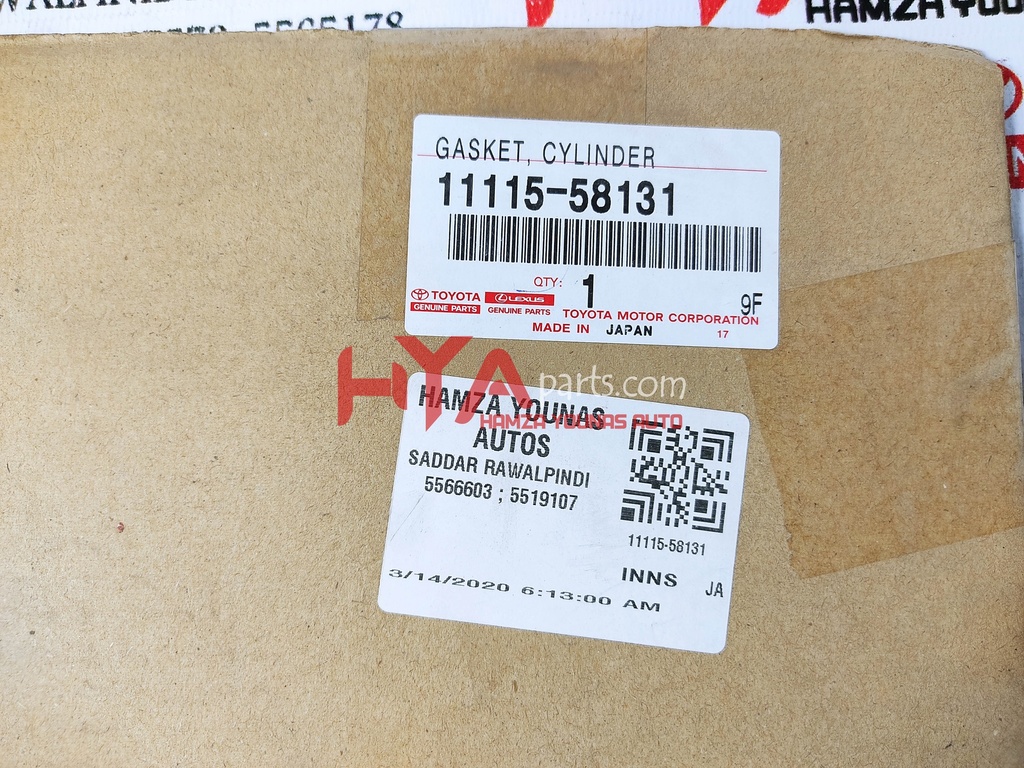 5565178
HAMZA YOU
GASKET, CYLINDER
11115-58131
QTY: 1
9F
TOYOTA
GENUINE PARTS
LEXUS
GENUINE PARTS
TOYOTA MOTOR CORPORATION
MADE IN JAPAN
17
HYAparts.com
HAMZA YOUNAS AUTO
HAMZA YOUNAS
AUTOS
SADDAR RAWALPINDI
5566603 ; 5519107
11115-58131
INNS
JA
3/14/2020 6:13:00 AM